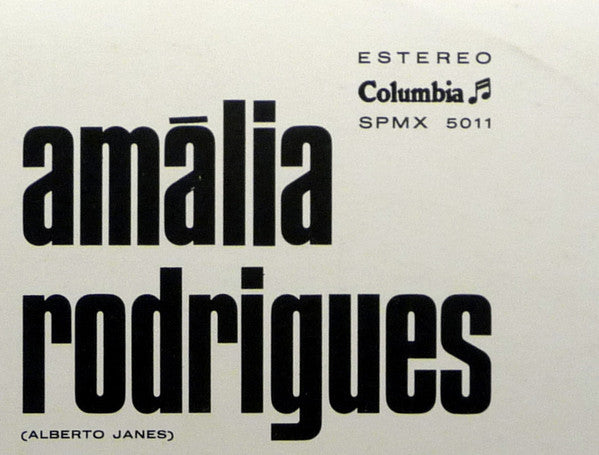 ESTEREO
Columbia
SPMX 5011
amália
rodrigues
(ALBERTO JANES)